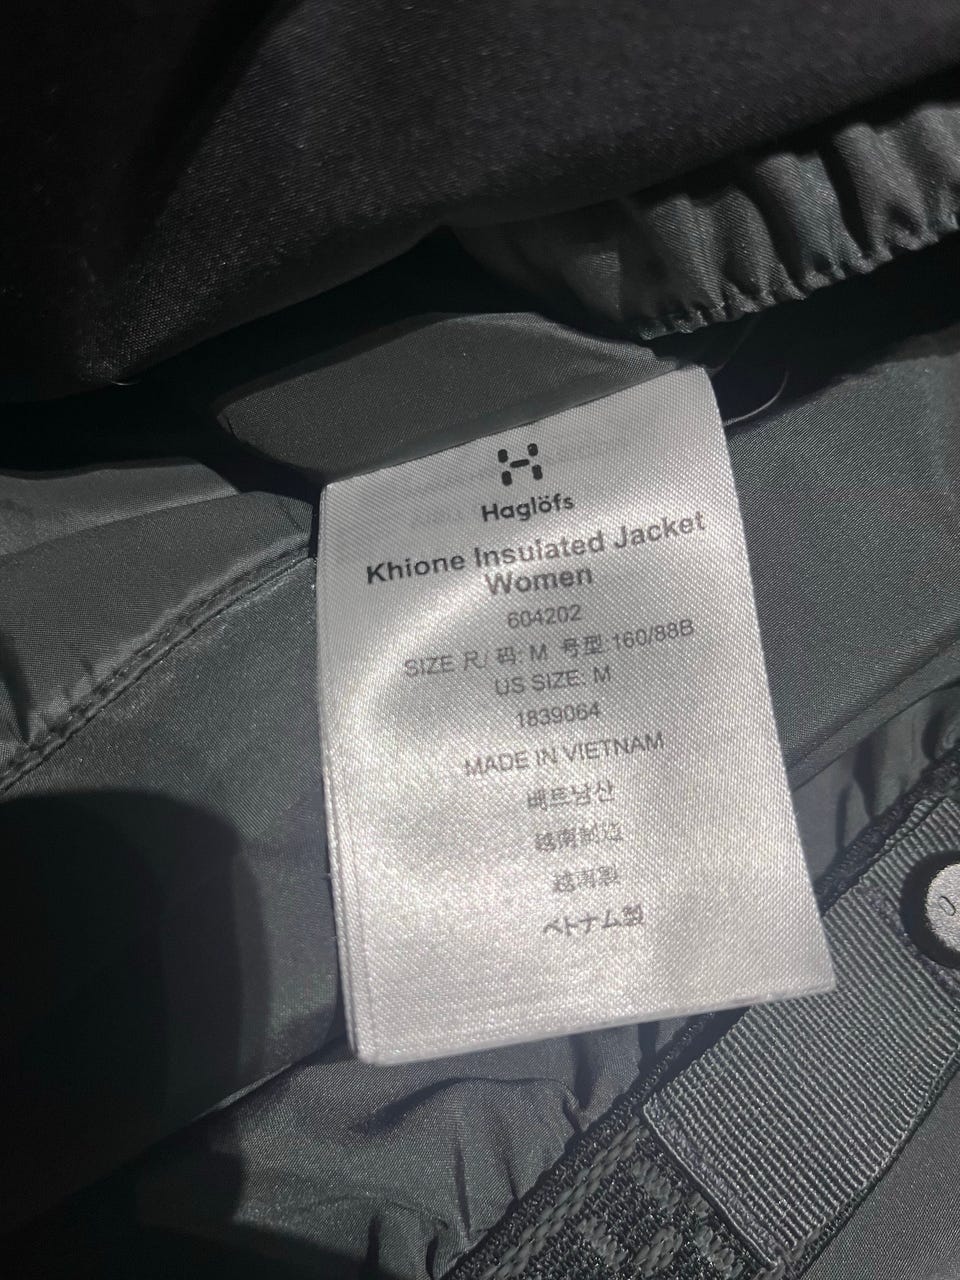 Haglöfs
Khione Insulated Jacket
Women
604202
SIZE 尺/ 码: M 号型:160/88B
US SIZE: M
1839064
MADE IN VIETNAM
베트남산
越南制造
越南製
ベトナム製